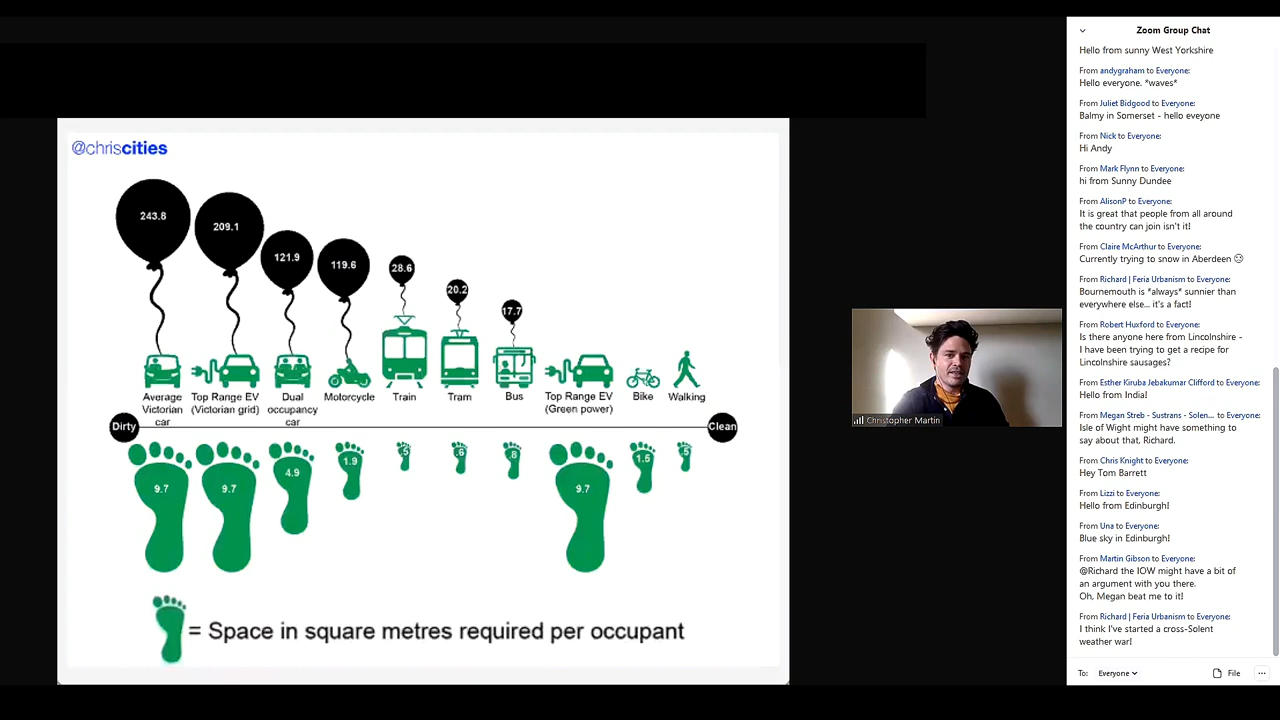 @chriscities
243.8
209.1
121.9
119.6
28.6
20.2
17.7
Average
Victorian
car
Top Range EV
(Victorian grid)
Dual
occupancy
car
Motorcycle
Train
Tram
Bus
Top Range EV
(Green power)
Bike
Walking
Dirty
Clean
9.7
9.7
4.9
1.9
.5
.6
.8
9.7
1.5
.5
= Space in square metres required per occupant
Christopher Martin
Zoom Group Chat
Hello from sunny West Yorkshire
From andygraham to Everyone:
Hello everyone. *waves*
From Juliet Bidgood to Everyone:
Balmy in Somerset - hello eveyone
From Nick to Everyone:
Hi Andy
From Mark Flynn to Everyone:
hi from Sunny Dundee
From AlisonP to Everyone:
It is great that people from all around
the country can join isn't it!
From Claire McArthur to Everyone:
Currently trying to snow in Aberdeen
From Richard | Feria Urbanism to Everyone:
Bournemouth is *always* sunnier than
everywhere else... it's a fact!
From Robert Huxford to Everyone:
Is there anyone here from Lincolnshire -
I have been trying to get a recipe for
Lincolnshire sausages?
From Esther Kiruba Jebakumar Clifford to Everyone:
Hello from India!
From Megan Streb - Sustrans - Solen... to Everyone:
Isle of Wight might have something to
say about that, Richard.
From Chris Knight to Everyone:
Hey Tom Barrett
From Lizzi to Everyone:
Hello from Edinburgh!
From Una to Everyone:
Blue sky in Edinburgh!
From Martin Gibson to Everyone:
@Richard the IOW might have a bit of
an argument with you there.
Oh, Megan beat me to it!
From Richard | Feria Urbanism to Everyone:
I think I've started a cross-Solent
weather war!
To: Everyone
File